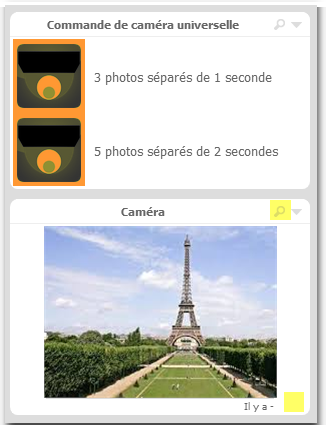 Commande de caméra universelle
3 photos séparés de 1 seconde
5 photos séparés de 2 secondes
Caméra
Il y a -